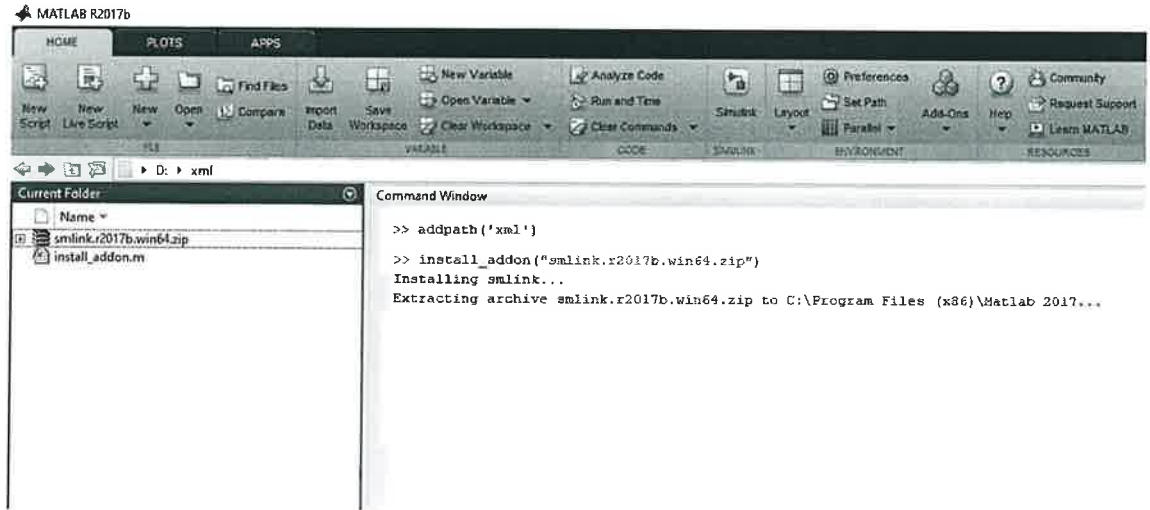 MATLAB R2017b
HOME PLOTS APPS
New Script
New Live Script
New
Open
Find Files
Compare
Import Data
Save Workspace
New Variable
Open Variable
Clear Workspace
Analyze Code
Run and Time
Clear Commands
Simulink
Layout
Preferences
Set Path
Parallel
Add-Ons
Help
Community
Request Support
Learn MATLAB
FILE VARIABLE CODE SIMULINK ENVIRONMENT RESOURCES
D: xml
Current Folder
Name
smlink.r2017b.win64.zip
install_addon.m
Command Window
>> addpath('xml')
>> install_addon("smlink.r2017b.win64.zip")
Installing smlink...
Extracting archive smlink.r2017b.win64.zip to C:\Program Files (x86)\Matlab 2017...